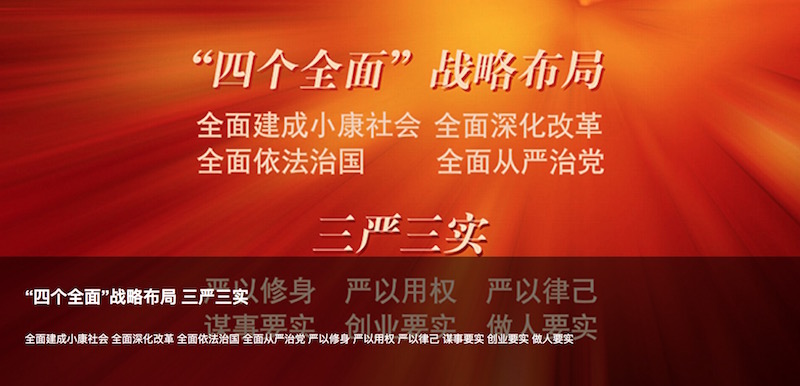 “四个全面”战略布局
全面建成小康社会 全面深化改革
全面依法治国 全面从严治党
三严三实
严以修身 严以用权 严以律己
“四个全面”战略布局 三严三实
谋事要实 创业要实 做人要实
全面建成小康社会 全面深化改革 全面依法治国 全面从严治党 严以修身 严以用权 严以律己 谋事要实 创业要实 做人要实